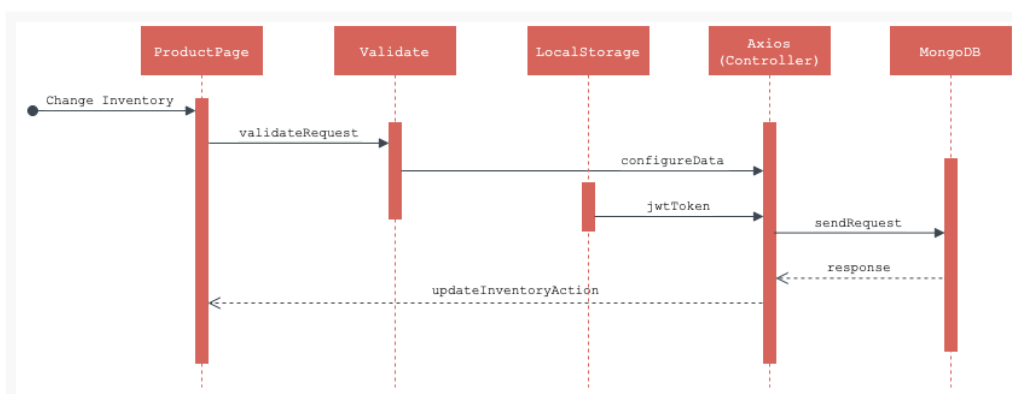 ProductPage
Validate
LocalStorage
Axios
(Controller)
MongoDB
Change Inventory
validateRequest
configureData
jwtToken
sendRequest
response
updateInventoryAction